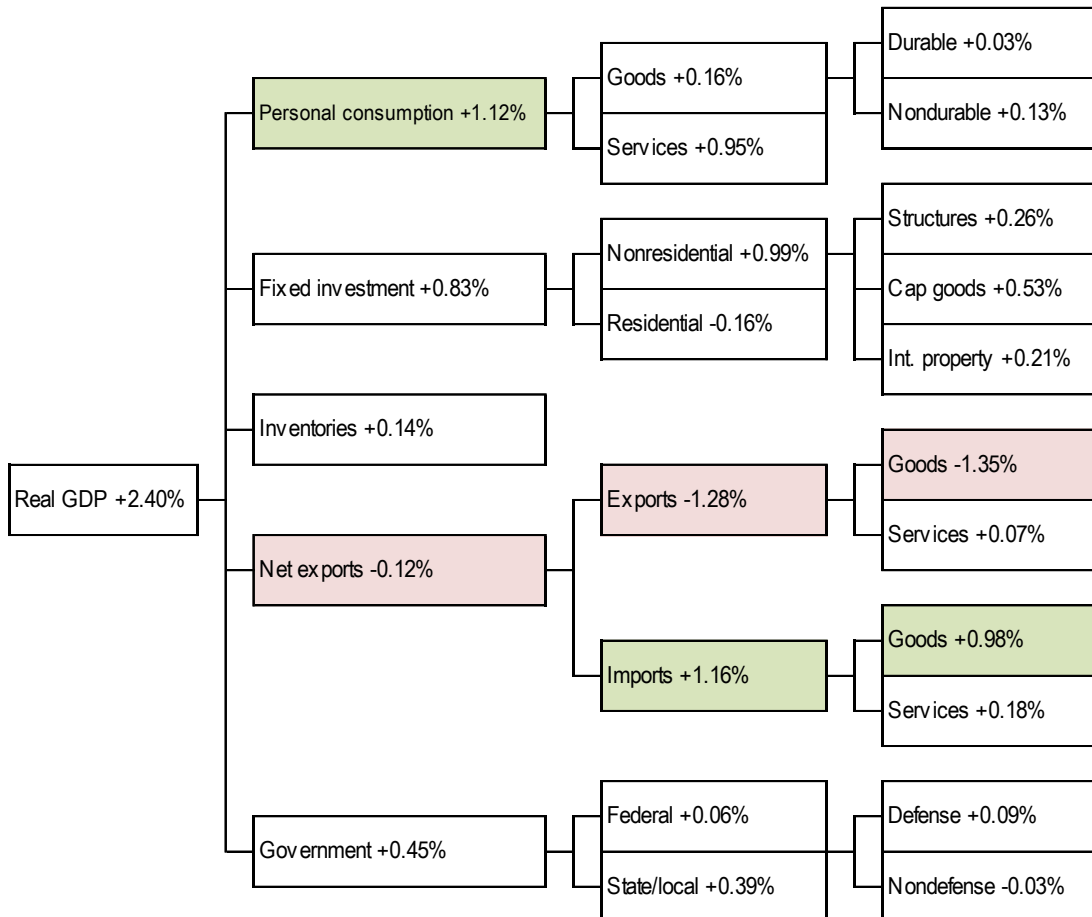 Real GDP +2.40%
Personal consumption +1.12%
Goods +0.16%
Durable +0.03%
Nondurable +0.13%
Services +0.95%
Fixed investment +0.83%
Nonresidential +0.99%
Structures +0.26%
Cap goods +0.53%
Int. property +0.21%
Residential -0.16%
Inventories +0.14%
Net exports -0.12%
Exports -1.28%
Goods -1.35%
Services +0.07%
Imports +1.16%
Goods +0.98%
Services +0.18%
Government +0.45%
Federal +0.06%
Defense +0.09%
Nondefense -0.03%
State/local +0.39%